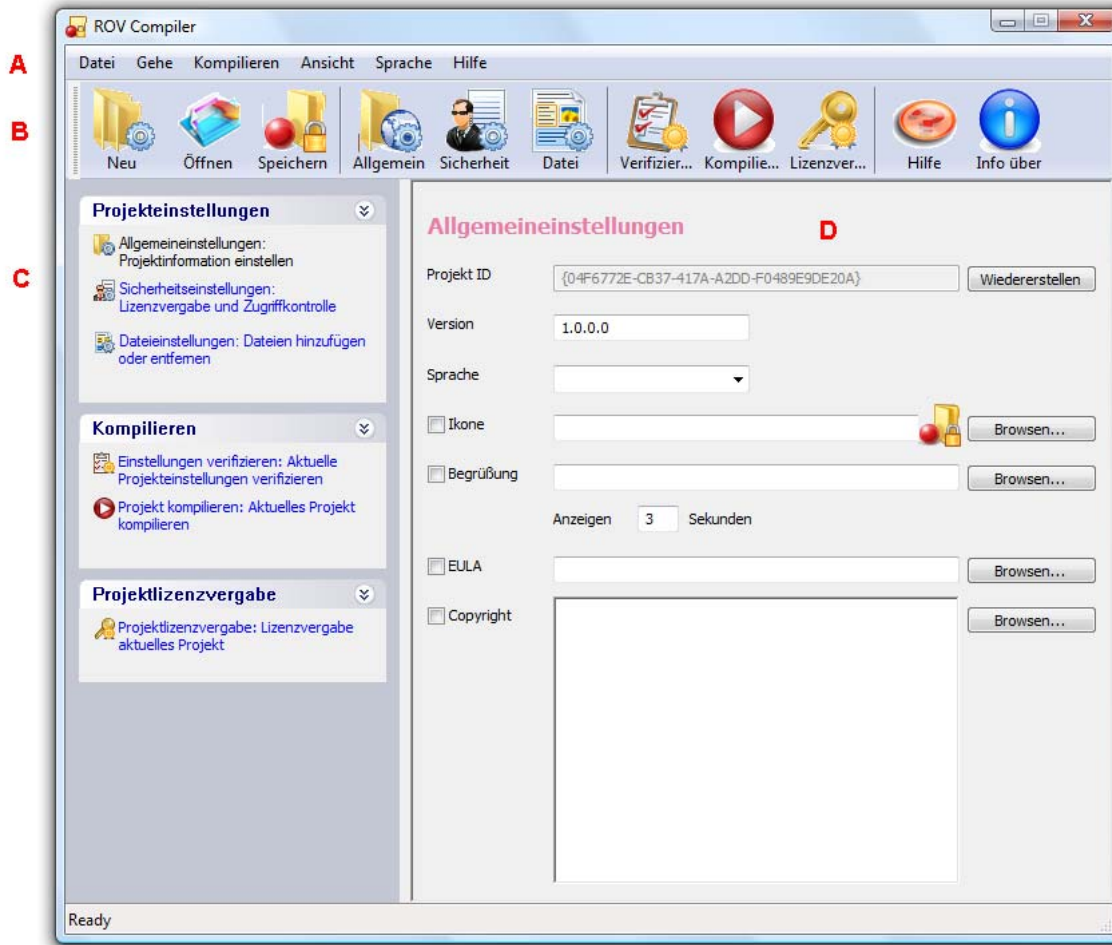 ROV Compiler
A
Datei Gehe Kompilieren Ansicht Sprache Hilfe
B
Neu Öffnen Speichern Allgemein Sicherheit Datei Verifizier... Kompilie... Lizenzver... Hilfe Info über
C
Projekteinstellungen
Allgemeineinstellungen:
Projektinformation einstellen
Sicherheitseinstellungen:
Lizenzvergabe und Zugriffkontrolle
Dateieinstellungen: Dateien hinzufügen
oder entfernen
Kompilieren
Einstellungen verifizieren: Aktuelle
Projekteinstellungen verifizieren
Projekt kompilieren: Aktuelles Projekt
kompilieren
Projektlizenzvergabe
Projektlizenzvergabe: Lizenzvergabe
aktuelles Projekt
Allgemeineinstellungen
D
Projekt ID {04F6772E-CB37-417A-A2DD-F0489E9DE20A} Wiedererstellen
Version 1.0.0.0
Sprache
Ikone Browsen...
Begrüßung Browsen...
Anzeigen 3 Sekunden
EULA Browsen...
Copyright Browsen...
Ready